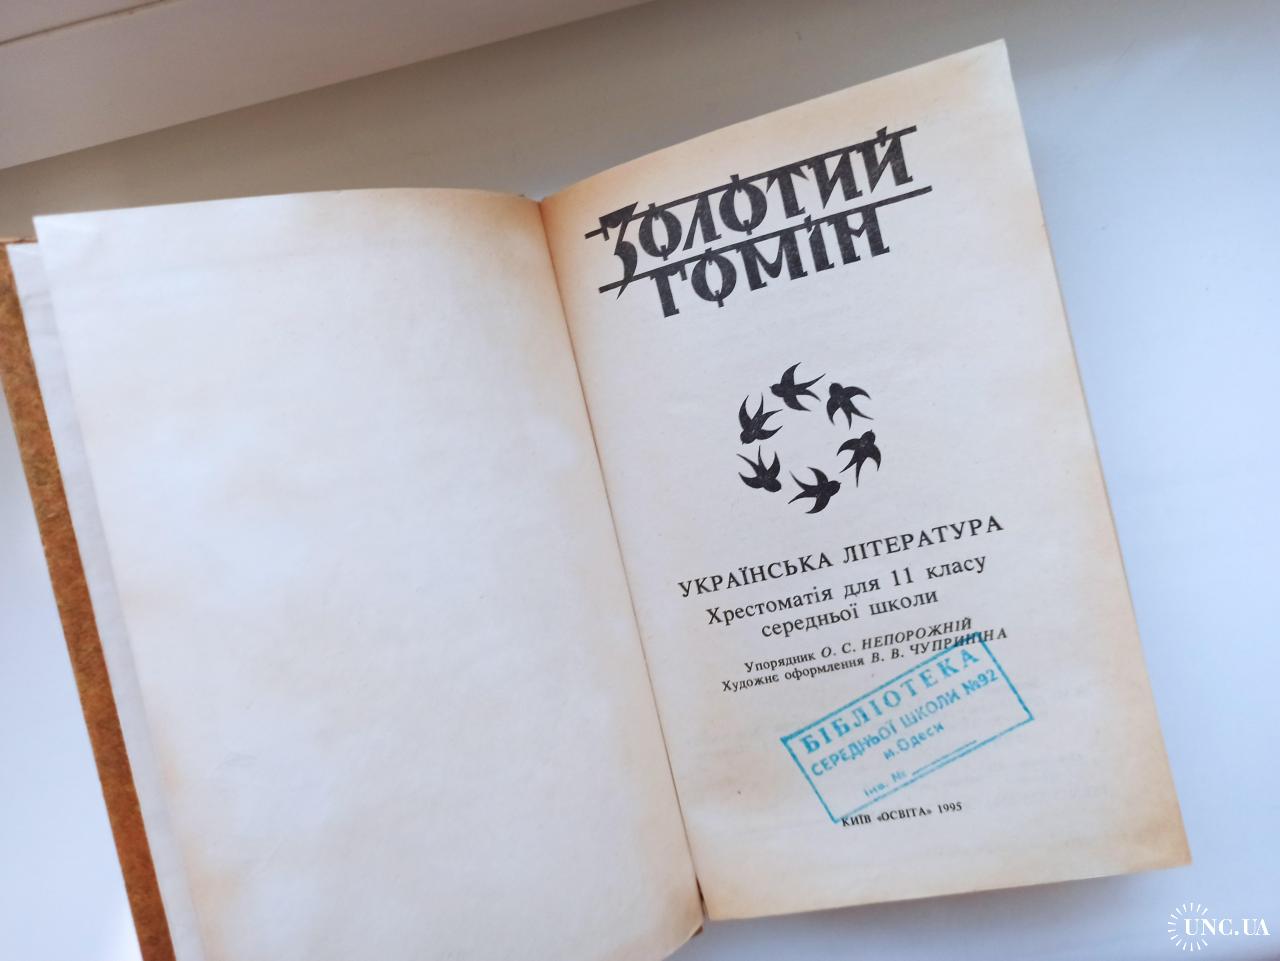 ЗОЛОТИЙ
ГОМІН
УКРАЇНСЬКА ЛІТЕРАТУРА
Хрестоматія для 11 класу
середньої школи
Упорядник О. С. НЕПОРОЖНІЙ
Художнє оформлення В. В. ЧУПРИНІНА
БІБЛІОТЕКА
СЕРЕДНЬОЇ ШКОЛИ №92
м. Одеси
Інв. №
КИЇВ «ОСВІТА» 1995
UNC.UA